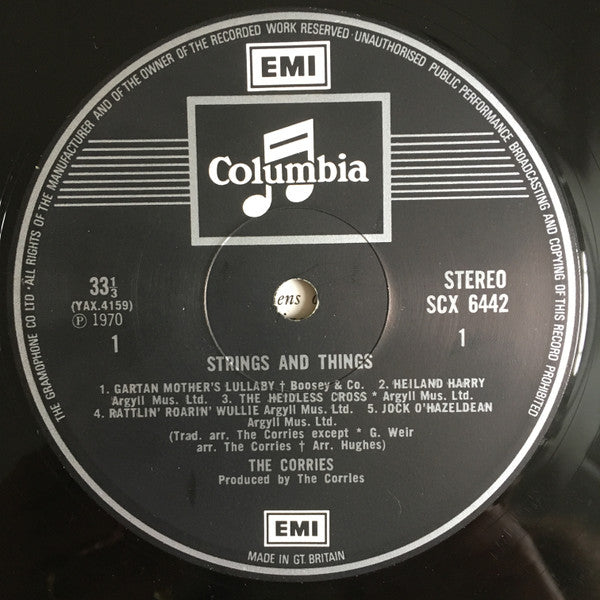 THE GRAMOPHONE CO LTD · ALL RIGHTS OF THE MANUFACTURER AND OF THE OWNER OF THE RECORDED WORK RESERVED · UNAUTHORISED PUBLIC PERFORMANCE BROADCASTING AND COPYING OF THIS RECORD PROHIBITED
EMI
Columbia
33⅓
(YAX.4159)
Ⓟ 1970
1
STEREO
SCX 6442
1
ens
STRINGS AND THINGS
1. GARTAN MOTHER'S LULLABY † Boosey & Co. 2. HEILAND HARRY
Argyll Mus. Ltd. 3. THE HEIDLESS CROSS * Argyll Mus. Ltd.
4. RATTLIN' ROARIN' WULLIE Argyll Mus. Ltd. 5. JOCK O'HAZELDEAN
Argyll Mus. Ltd.
(Trad. arr. The Corries except * G. Weir
arr. The Corries † Arr. Hughes)
THE CORRIES
Produced by The Corries
EMI
MADE IN GT. BRITAIN